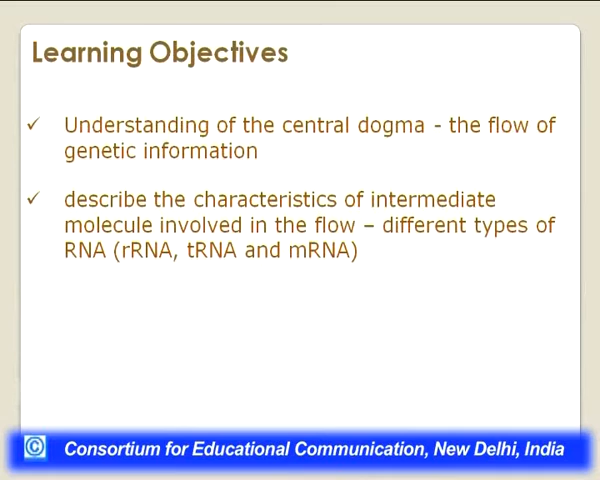 Learning Objectives
✓ Understanding of the central dogma - the flow of
genetic information
✓ describe the characteristics of intermediate
molecule involved in the flow – different types of
RNA (rRNA, tRNA and mRNA)
© Consortium for Educational Communication, New Delhi, India